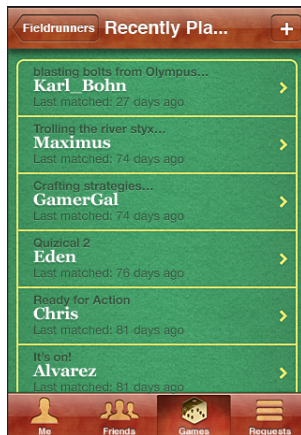 Fieldrunners
Recently Pla...
+
blasting bolts from Olympus...
Karl_Bohn
Last matched: 27 days ago
Trolling the river styx...
Maximus
Last matched: 74 days ago
Crafting strategies...
GamerGal
Last matched: 74 days ago
Quizical 2
Eden
Last matched: 76 days ago
Ready for Action
Chris
Last matched: 81 days ago
It's on!
Alvarez
Last matched: 81 days ago
Me
Friends
Games
Requests